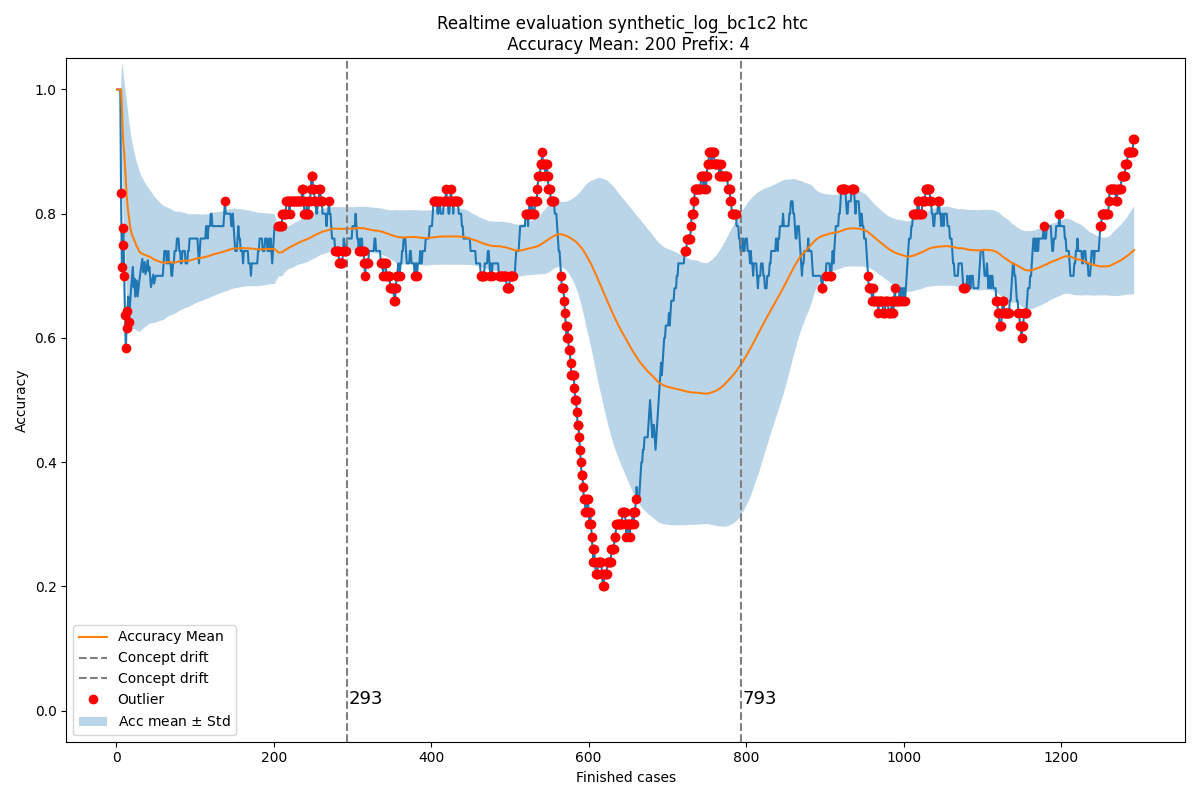 Realtime evaluation synthetic_log_bc1c2 htc
Accuracy Mean: 200 Prefix: 4
1.0
0.8
0.6
0.4
0.2
0.0
Accuracy
Accuracy Mean
Concept drift
Concept drift
Outlier
Acc mean ± Std
293
793
0
200
400
600
800
1000
1200
Finished cases